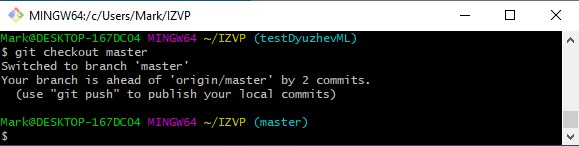 MINGW64:/c/Users/Mark/IZVP
Mark@DESKTOP-167DC04 MINGW64 ~/IZVP (testDyuzhevML)
$ git checkout master
Switched to branch 'master'
Your branch is ahead of 'origin/master' by 2 commits.
  (use "git push" to publish your local commits)
Mark@DESKTOP-167DC04 MINGW64 ~/IZVP (master)
$